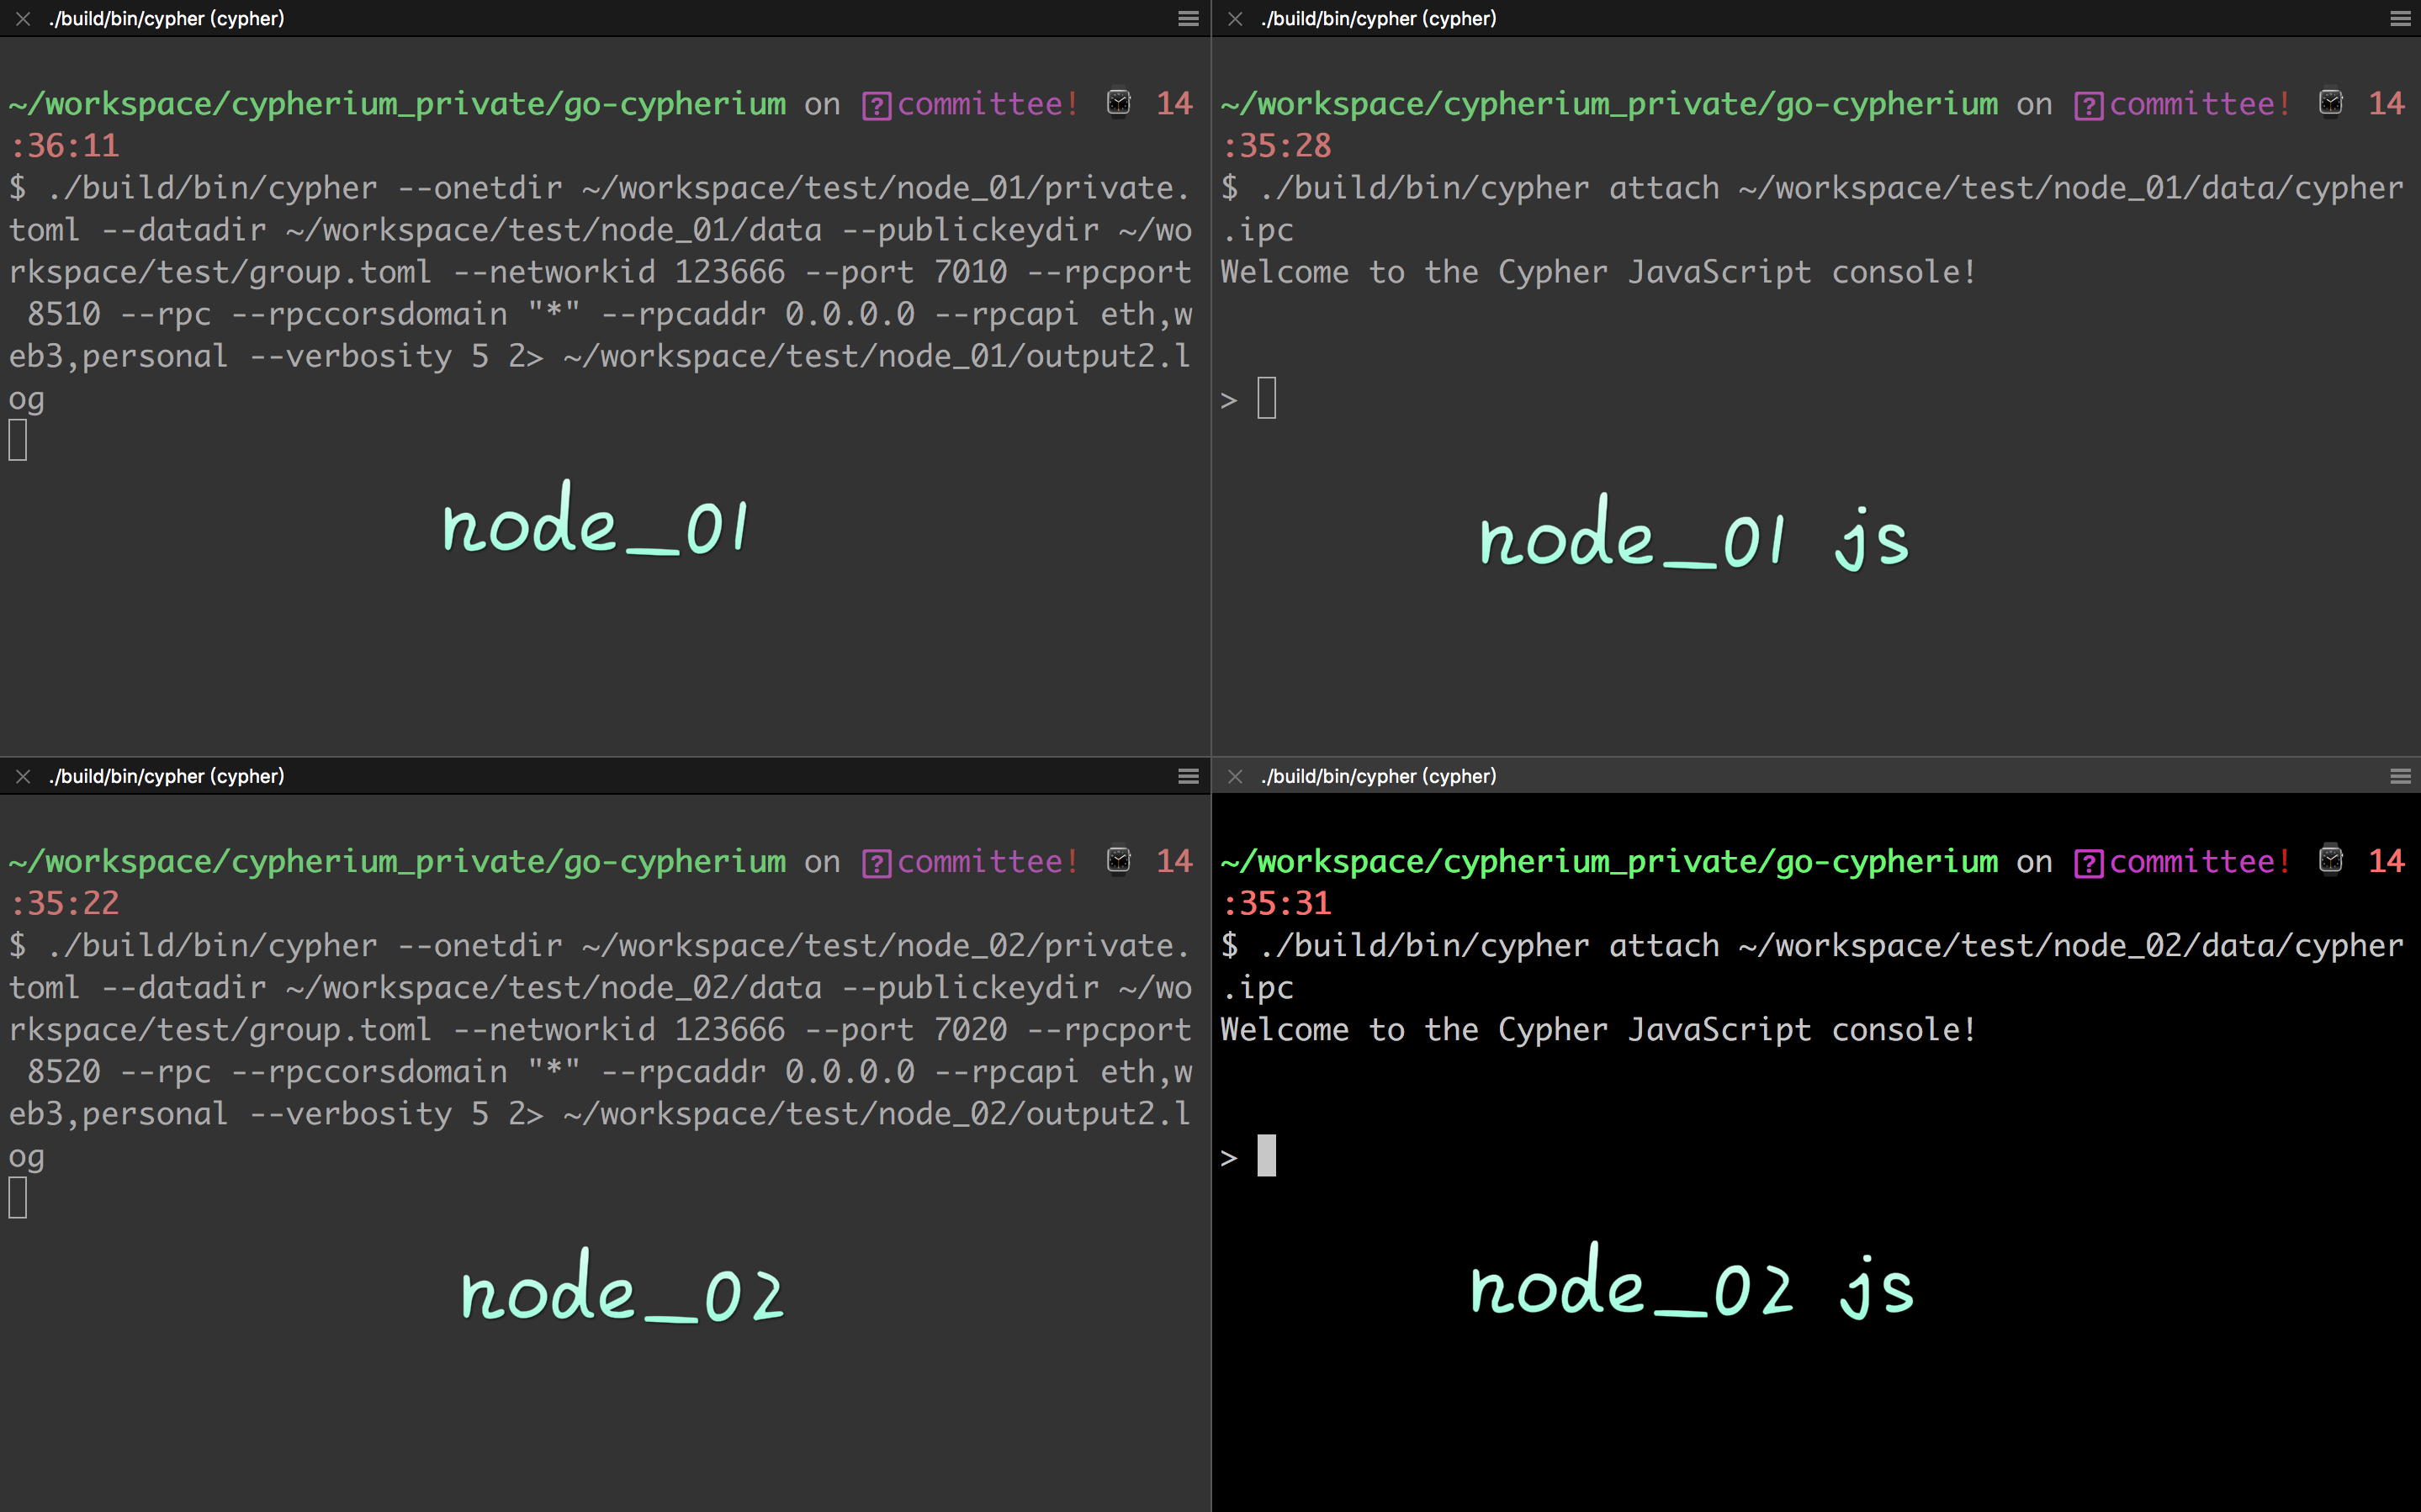 ./build/bin/cypher (cypher)
~/workspace/cypherium_private/go-cypherium on [?]committee! ⌚ 14
:36:11
$ ./build/bin/cypher --onetdir ~/workspace/test/node_01/private.
toml --datadir ~/workspace/test/node_01/data --publickeydir ~/wo
rkspace/test/group.toml --networkid 123666 --port 7010 --rpcport
 8510 --rpc --rpccorsdomain "*" --rpcaddr 0.0.0.0 --rpcapi eth,w
eb3,personal --verbosity 5 2> ~/workspace/test/node_01/output2.l
og
node_01
./build/bin/cypher (cypher)
~/workspace/cypherium_private/go-cypherium on [?]committee! ⌚ 14
:35:28
$ ./build/bin/cypher attach ~/workspace/test/node_01/data/cypher
.ipc
Welcome to the Cypher JavaScript console!
>
node_01 js
./build/bin/cypher (cypher)
~/workspace/cypherium_private/go-cypherium on [?]committee! ⌚ 14
:35:22
$ ./build/bin/cypher --onetdir ~/workspace/test/node_02/private.
toml --datadir ~/workspace/test/node_02/data --publickeydir ~/wo
rkspace/test/group.toml --networkid 123666 --port 7020 --rpcport
 8520 --rpc --rpccorsdomain "*" --rpcaddr 0.0.0.0 --rpcapi eth,w
eb3,personal --verbosity 5 2> ~/workspace/test/node_02/output2.l
og
node_02
./build/bin/cypher (cypher)
~/workspace/cypherium_private/go-cypherium on [?]committee! ⌚ 14
:35:31
$ ./build/bin/cypher attach ~/workspace/test/node_02/data/cypher
.ipc
Welcome to the Cypher JavaScript console!
>
node_02 js